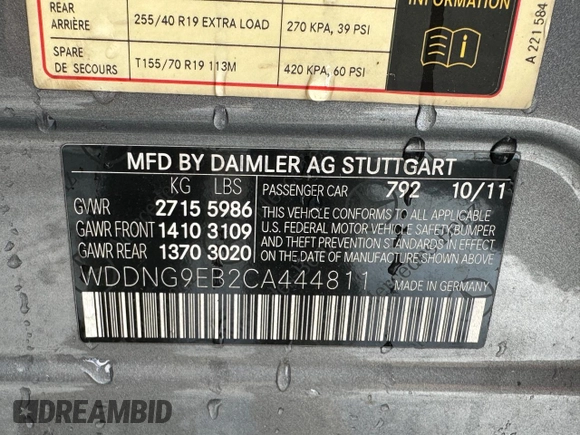 REAR
ARRIÈRE
255/40 R19 EXTRA LOAD
270 KPA, 39 PSI
SPARE
DE SECOURS
T155/70 R19 113M
420 KPA, 60 PSI
INFORMATION
A 221 584
MFD BY DAIMLER AG STUTTGART
KG LBS
PASSENGER CAR 792 10/11
GVWR 2715 5986
GAWR FRONT 1410 3109
GAWR REAR 1370 3020
THIS VEHICLE CONFORMS TO ALL APPLICABLE
U.S. FEDERAL MOTOR VEHICLE SAFETY,BUMPER
AND THEFT PREVENTION STANDARDS IN EFFECT
ON THE DATE OF MANUFACTURE SHOWN ABOVE
WDDNG9EB2CA444811
MADE IN GERMANY
DREAMBID